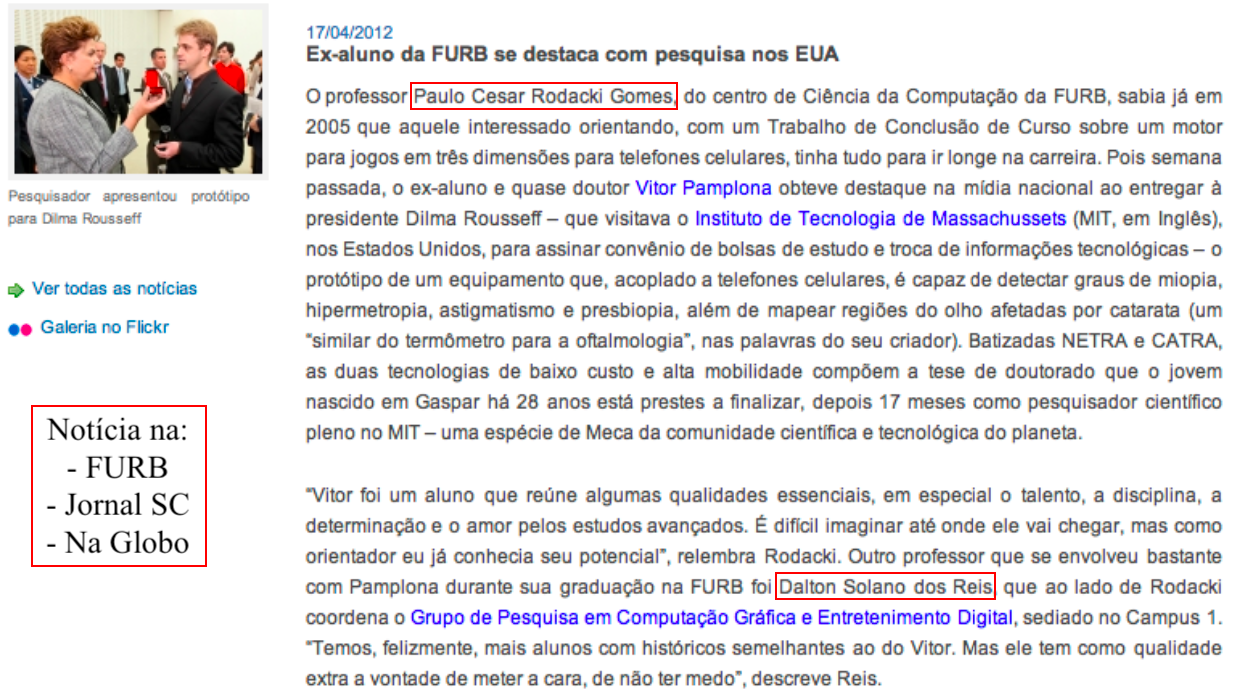 17/04/2012
Ex-aluno da FURB se destaca com pesquisa nos EUA
O professor Paulo Cesar Rodacki Gomes, do centro de Ciência da Computação da FURB, sabia já em
2005 que aquele interessado orientando, com um Trabalho de Conclusão de Curso sobre um motor
para jogos em três dimensões para telefones celulares, tinha tudo para ir longe na carreira. Pois semana
passada, o ex-aluno e quase doutor Vitor Pamplona obteve destaque na mídia nacional ao entregar à
presidente Dilma Rousseff – que visitava o Instituto de Tecnologia de Massachussets (MIT, em Inglês),
nos Estados Unidos, para assinar convênio de bolsas de estudo e troca de informações tecnológicas – o
protótipo de um equipamento que, acoplado a telefones celulares, é capaz de detectar graus de miopia,
hipermetropia, astigmatismo e presbiopia, além de mapear regiões do olho afetadas por catarata (um
“similar do termômetro para a oftalmologia”, nas palavras do seu criador). Batizadas NETRA e CATRA,
as duas tecnologias de baixo custo e alta mobilidade compõem a tese de doutorado que o jovem
nascido em Gaspar há 28 anos está prestes a finalizar, depois 17 meses como pesquisador científico
pleno no MIT – uma espécie de Meca da comunidade científica e tecnológica do planeta.
“Vitor foi um aluno que reúne algumas qualidades essenciais, em especial o talento, a disciplina, a
determinação e o amor pelos estudos avançados. É difícil imaginar até onde ele vai chegar, mas como
orientador eu já conhecia seu potencial”, relembra Rodacki. Outro professor que se envolveu bastante
com Pamplona durante sua graduação na FURB foi Dalton Solano dos Reis, que ao lado de Rodacki
coordena o Grupo de Pesquisa em Computação Gráfica e Entretenimento Digital, sediado no Campus 1.
“Temos, felizmente, mais alunos com históricos semelhantes ao do Vitor. Mas ele tem como qualidade
extra a vontade de meter a cara, de não ter medo”, descreve Reis.
Pesquisador apresentou protótipo
para Dilma Rousseff
Ver todas as notícias
Galeria no Flickr
Notícia na:
- FURB
- Jornal SC
- Na Globo